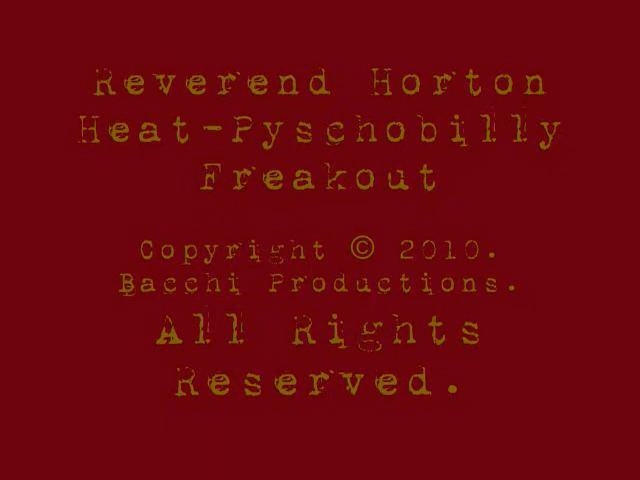 Reverend Horton
Heat-Pyschobilly
Freakout
Copyright © 2010.
Bacchi Productions.
All Rights
Reserved.